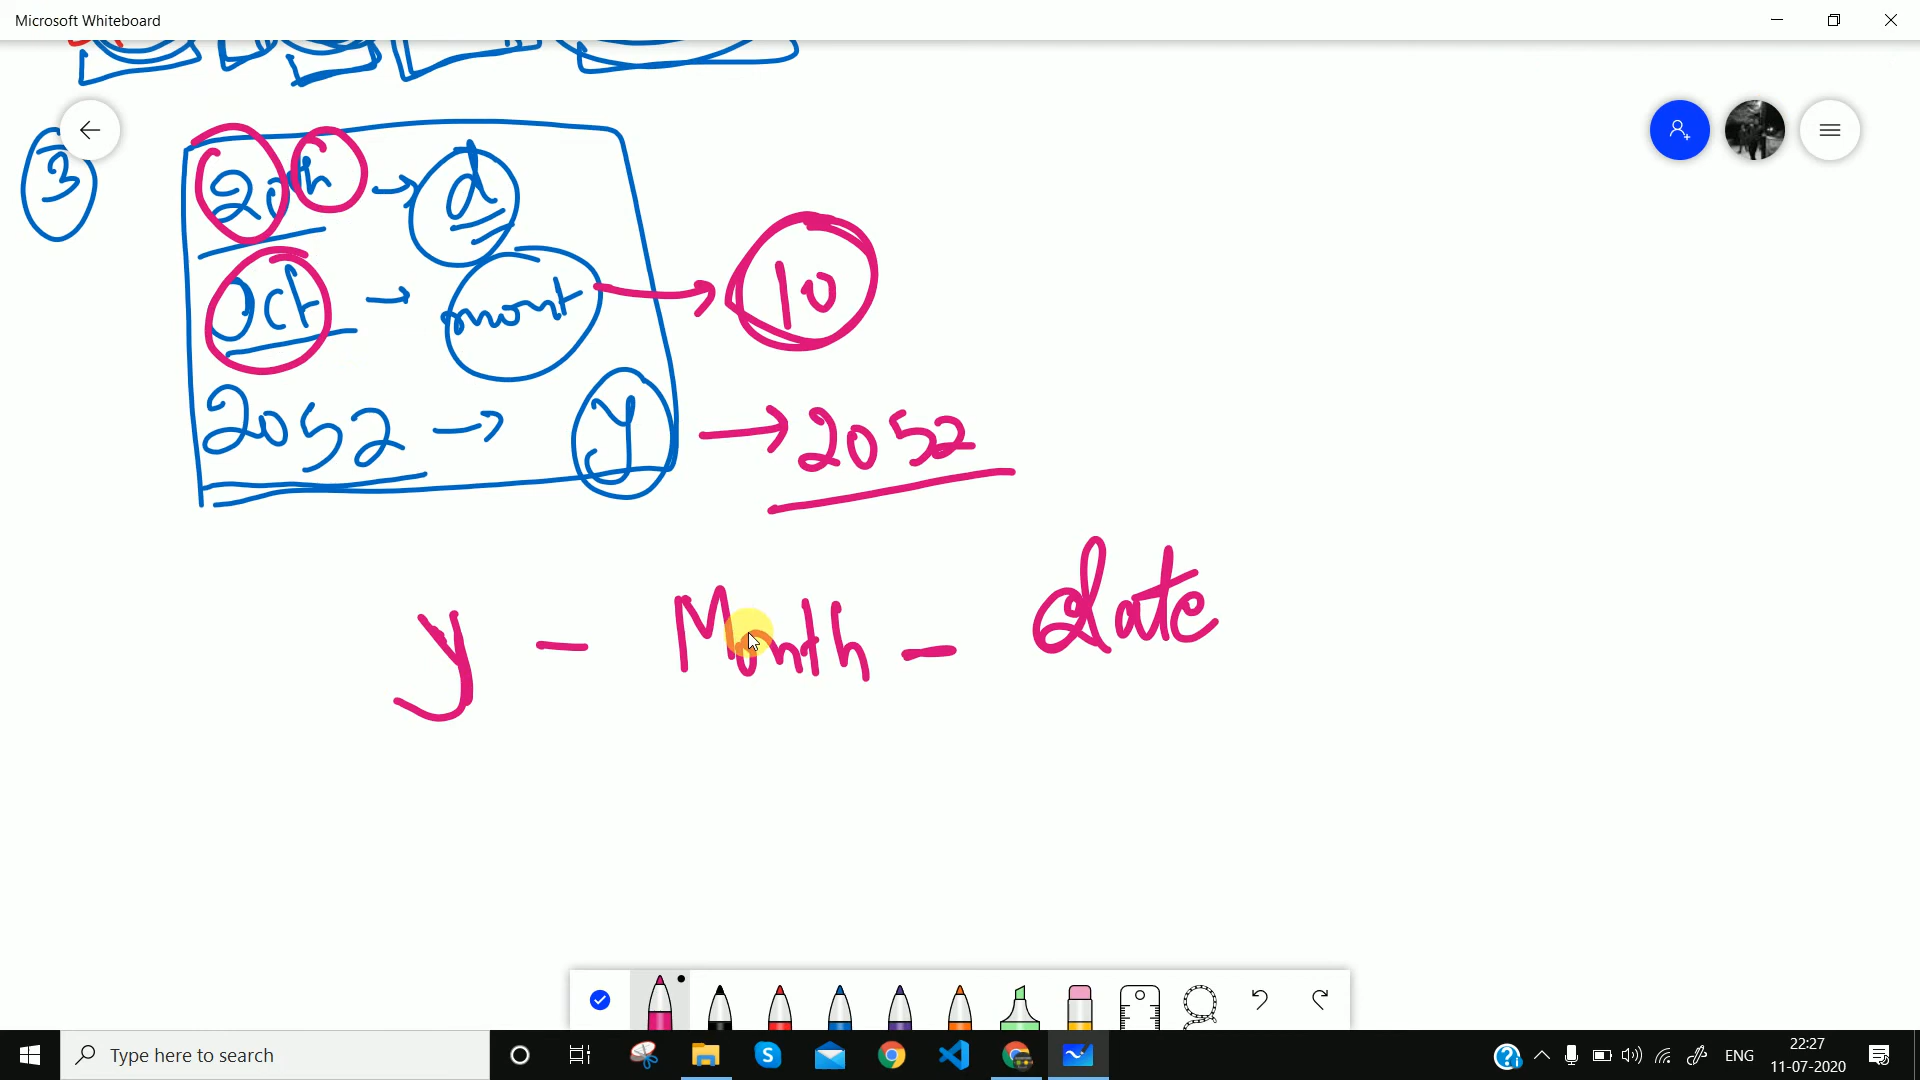 Microsoft Whiteboard
3
20th → d
Oct → mont → 10
2052 → y → 2052
y - Month - date
Type here to search
ENG
22:27
11-07-2020